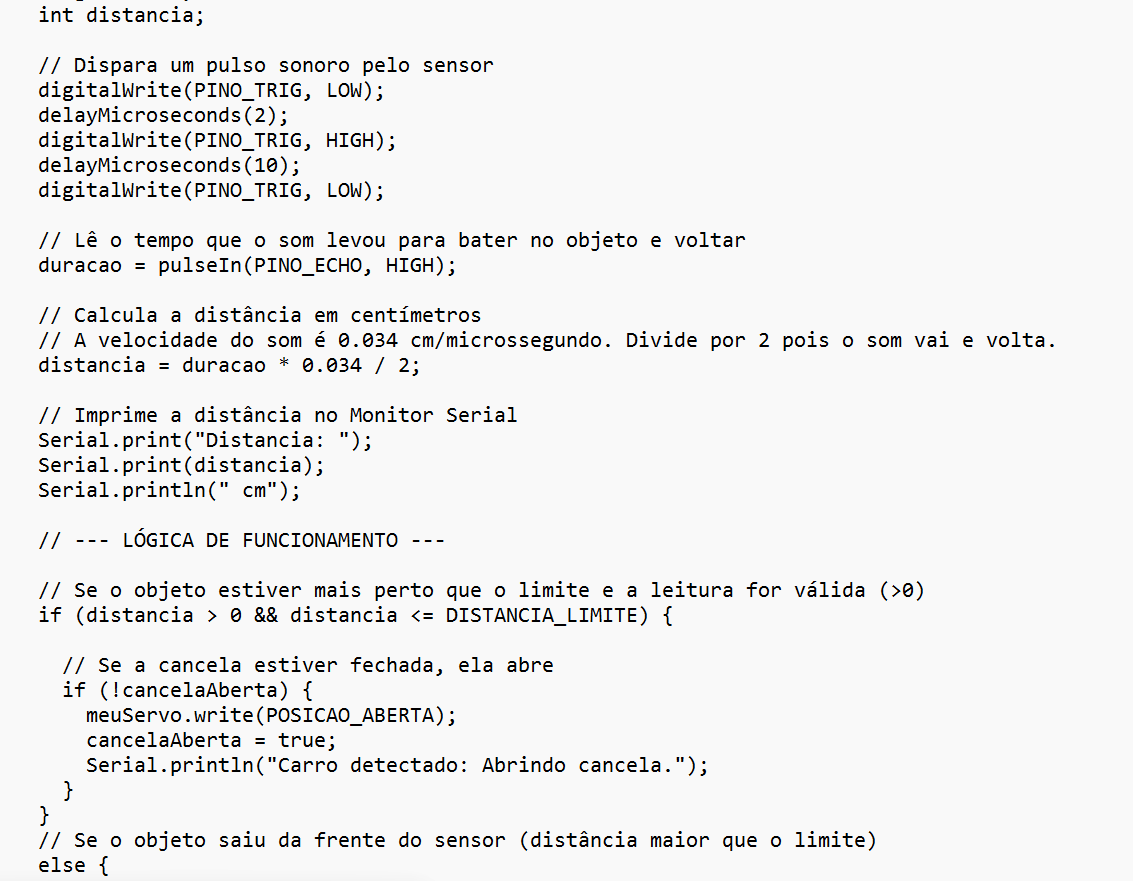 int distancia;
// Dispara um pulso sonoro pelo sensor
digitalWrite(PINO_TRIG, LOW);
delayMicroseconds(2);
digitalWrite(PINO_TRIG, HIGH);
delayMicroseconds(10);
digitalWrite(PINO_TRIG, LOW);
// Lê o tempo que o som levou para bater no objeto e voltar
duracao = pulseIn(PINO_ECHO, HIGH);
// Calcula a distância em centímetros
// A velocidade do som é 0.034 cm/microssegundo. Divide por 2 pois o som vai e volta.
distancia = duracao * 0.034 / 2;
// Imprime a distância no Monitor Serial
Serial.print("Distancia: ");
Serial.print(distancia);
Serial.println(" cm");
// --- LÓGICA DE FUNCIONAMENTO ---
// Se o objeto estiver mais perto que o limite e a leitura for válida (>0)
if (distancia > 0 && distancia <= DISTANCIA_LIMITE) {
  // Se a cancela estiver fechada, ela abre
  if (!cancelaAberta) {
    meuServo.write(POSICAO_ABERTA);
    cancelaAberta = true;
    Serial.println("Carro detectado: Abrindo cancela.");
  }
}
// Se o objeto saiu da frente do sensor (distância maior que o limite)
else {